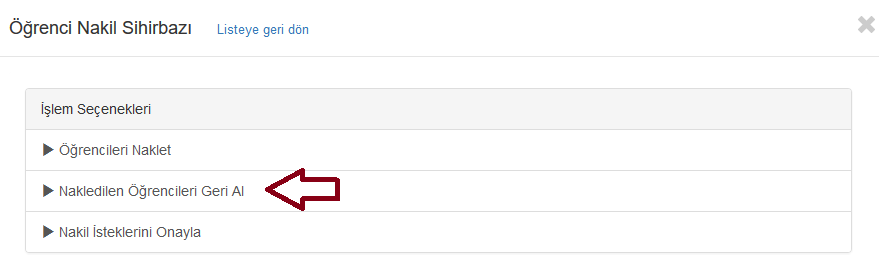 Öğrenci Nakil Sihirbazı Listeye geri dön
İşlem Seçenekleri
Öğrencileri Naklet
Nakledilen Öğrencileri Geri Al
Nakil İsteklerini Onayla